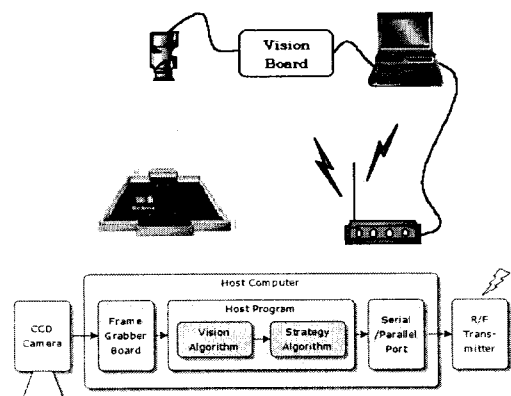 Vision
Board
Host Computer
Host Program
CCD
Camera
Frame
Grabber
Board
Vision
Algorithm
Strategy
Algorithm
Serial
/Parallel
Port
R/F
Trans-
mitter